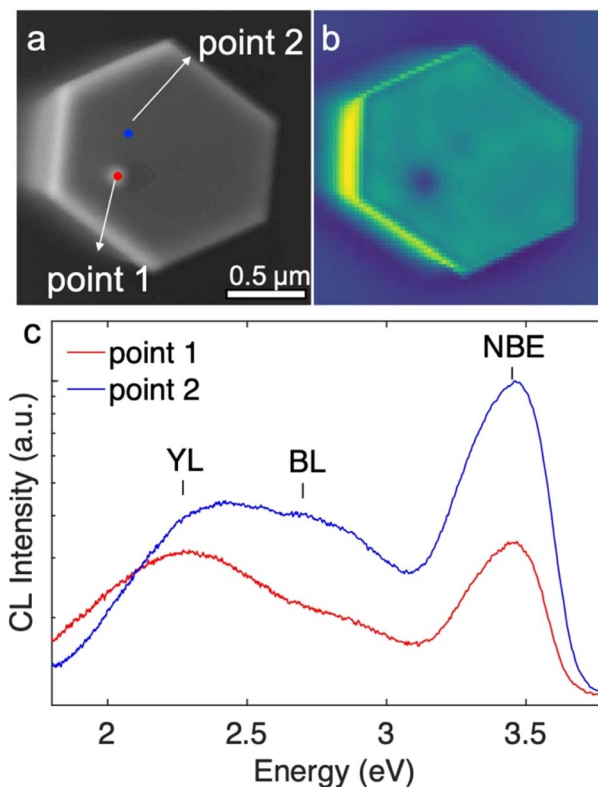 a
point 2
b
point 1
0.5 μm
c
point 1
point 2
NBE
YL
BL
CL Intensity (a.u.)
2
2.5
3
3.5
Energy (eV)